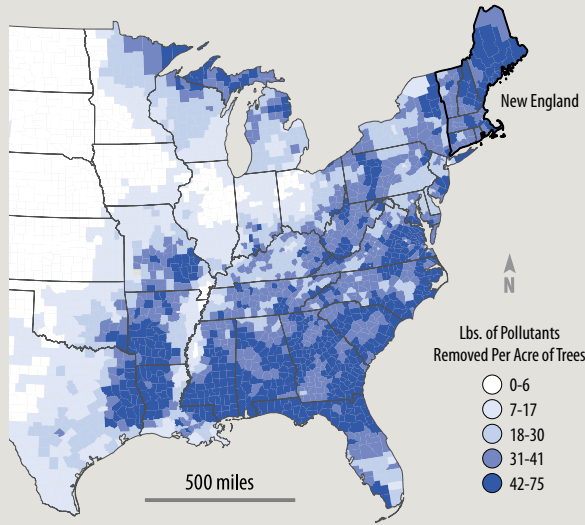 New England
N
Lbs. of Pollutants
Removed Per Acre of Trees
0-6
7-17
18-30
31-41
42-75
500 miles